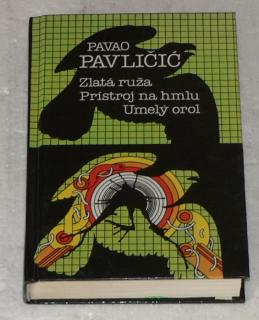 PAVAO
PAVLIČIĆ
Zlatá ruža
Prístroj na hmlu
Umelý orol